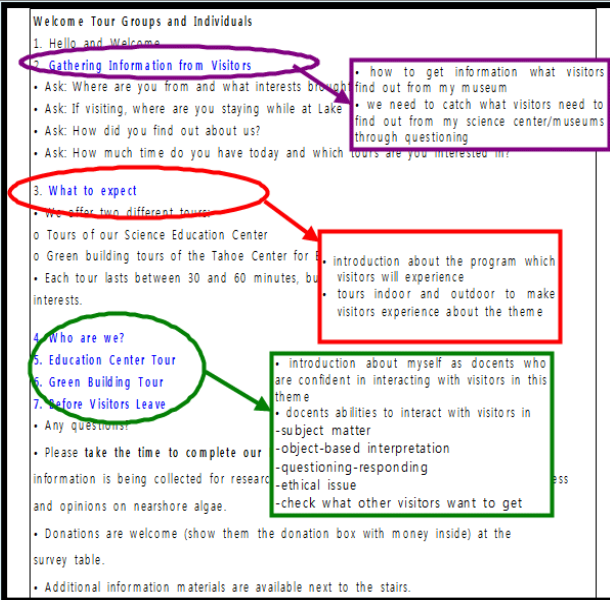 Welcome Tour Groups and Individuals
1. Hello and Welcome
2. Gathering Information from Visitors
• Ask: Where are you from and what interests brought
• Ask: If visiting, where are you staying while at Lake
• Ask: How did you find out about us?
• Ask: How much time do you have today and which tours are you interested in?
• how to get information what visitors
find out from my museum
• we need to catch what visitors need to
find out from my science center/museums
through questioning
3. What to expect
• We offer two different tours:
o Tours of our Science Education Center
o Green building tours of the Tahoe Center for
• Each tour lasts between 30 and 60 minutes,
interests.
• introduction about the program which
visitors will experience
• tours indoor and outdoor to make
visitors experience about the theme
4. Who are we?
5. Education Center Tour
6. Green Building Tour
7. Before Visitors Leave
• Any questions?
• Please take the time to complete our
information is being collected for
and opinions on nearshore algae.
• Donations are welcome (show them the donation box with money inside) at the
survey table.
• Additional information materials are available next to the stairs.
• introduction about myself as docents who
are confident in interacting with visitors in this
theme
• docents abilities to interact with visitors in
-subject matter
-object-based interpretation
-questioning-responding
-ethical issue
-check what other visitors want to get